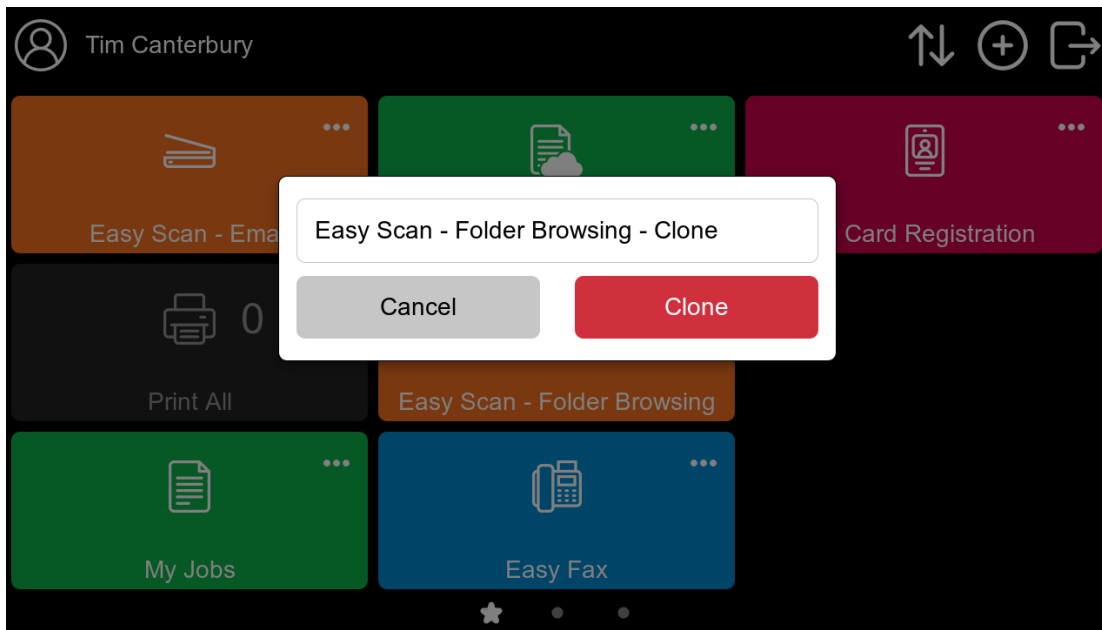 Tim Canterbury
Easy Scan - Ema
Card Registration
Easy Scan - Folder Browsing - Clone
Cancel
Clone
0
Print All
Easy Scan - Folder Browsing
My Jobs
Easy Fax